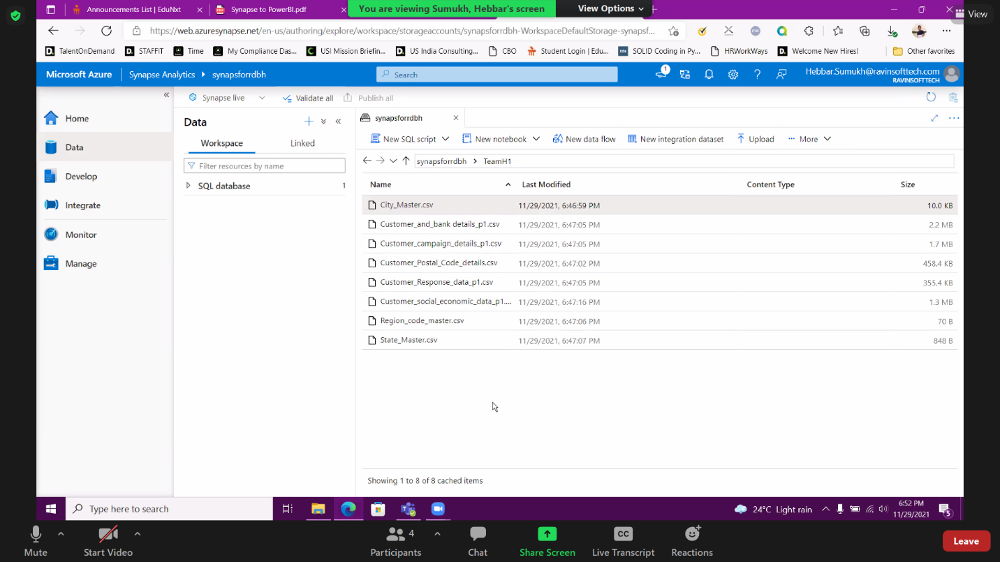 Announcements List | EduNxt
Synapse to PowerBI.pdf
You are viewing Sumukh, Hebbar's screen
View Options
View
https://web.azuresynapse.net/en-us/authoring/explore/workspace/storageaccounts/synapsforrdbh-WorkspaceDefaultStorage-synapsf...
TalentOnDemand
STAFFIT
Time
My Compliance Das...
USI Mission Briefin...
US India Consulting...
CBO
Student Login | Edu...
SOLID Coding in Py...
HRWorkWays
Welcome New Hires!
Other favorites
Microsoft Azure
Synapse Analytics
synapsforrdbh
Search
1
Hebbar.Sumukh@ravinsofttech.com
RAVINSOFTTECH
Home
Data
Develop
Integrate
Monitor
Manage
Synapse live
Validate all
Publish all
Data
Workspace
Linked
Filter resources by name
SQL database 1
synapsforrdbh
New SQL script
New notebook
New data flow
New integration dataset
Upload
More
synapsforrdbh > TeamH1
Name Last Modified Content Type Size
City_Master.csv 11/29/2021, 6:46:59 PM 10.0 KB
Customer_and_bank details_p1.csv 11/29/2021, 6:47:05 PM 2.2 MB
Customer_campaign_details_p1.csv 11/29/2021, 6:47:05 PM 1.7 MB
Customer_Postal_Code_details.csv 11/29/2021, 6:47:02 PM 458.4 KB
Customer_Response_data_p1.csv 11/29/2021, 6:47:05 PM 355.4 KB
Customer_social_economic_data_p1.... 11/29/2021, 6:47:16 PM 1.3 MB
Region_code_master.csv 11/29/2021, 6:47:06 PM 70 B
State_Master.csv 11/29/2021, 6:47:07 PM 848 B
Showing 1 to 8 of 8 cached items
Type here to search
24°C Light rain
6:52 PM
11/29/2021
5
Mute
Start Video
4
Participants
Chat
Share Screen
CC
Live Transcript
Reactions
Leave